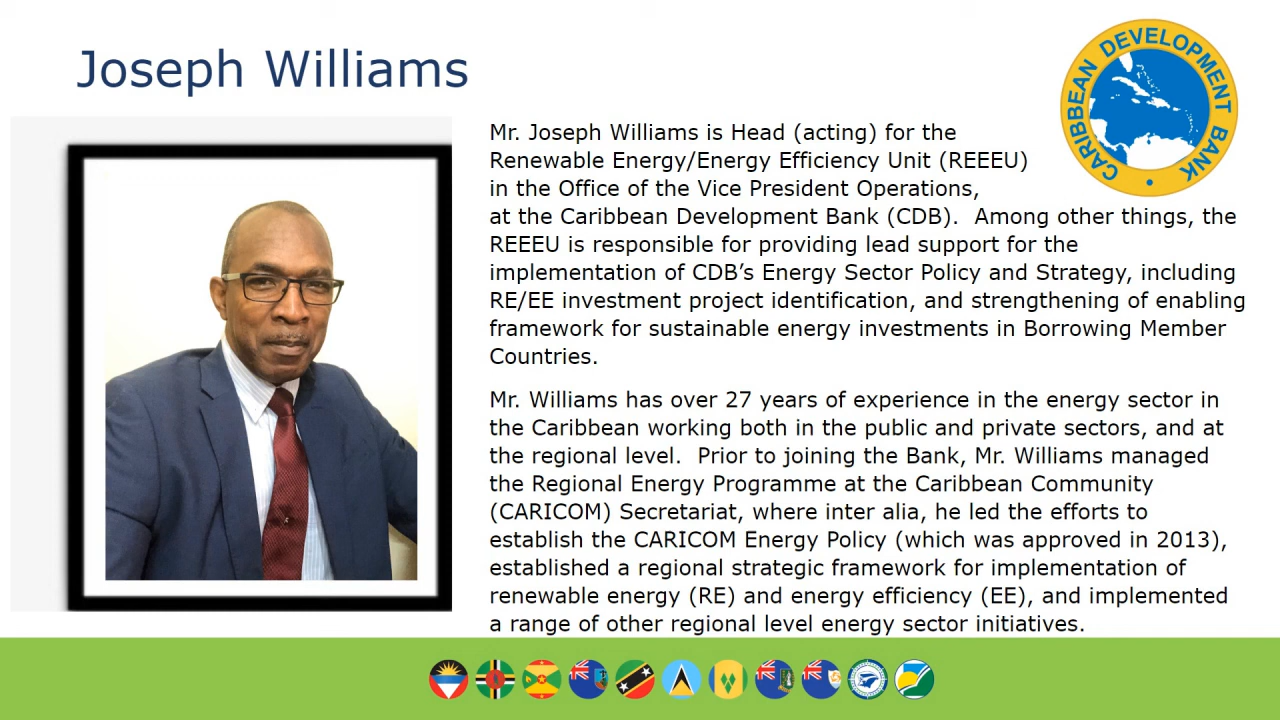 Joseph Williams
CARIBBEAN DEVELOPMENT BANK
Mr. Joseph Williams is Head (acting) for the
Renewable Energy/Energy Efficiency Unit (REEEU)
in the Office of the Vice President Operations,
at the Caribbean Development Bank (CDB).  Among other things, the
REEEU is responsible for providing lead support for the
implementation of CDB’s Energy Sector Policy and Strategy, including
RE/EE investment project identification, and strengthening of enabling
framework for sustainable energy investments in Borrowing Member
Countries.
Mr. Williams has over 27 years of experience in the energy sector in
the Caribbean working both in the public and private sectors, and at
the regional level.  Prior to joining the Bank, Mr. Williams managed
the Regional Energy Programme at the Caribbean Community
(CARICOM) Secretariat, where inter alia, he led the efforts to
establish the CARICOM Energy Policy (which was approved in 2013),
established a regional strategic framework for implementation of
renewable energy (RE) and energy efficiency (EE), and implemented
a range of other regional level energy sector initiatives.